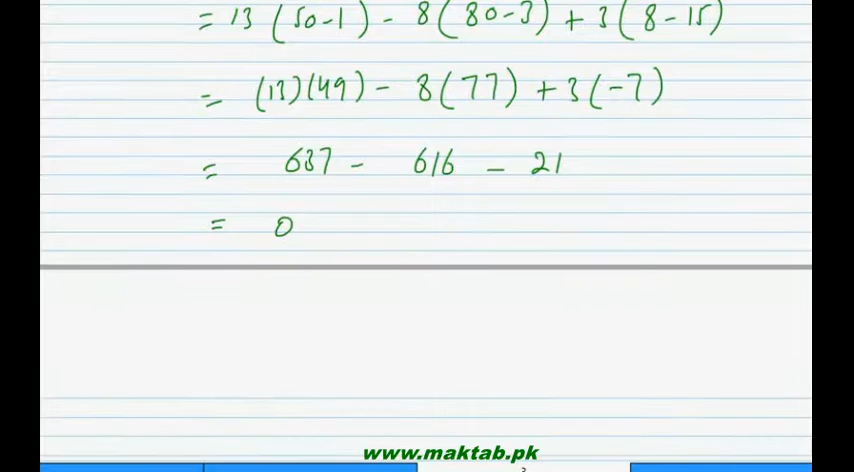 = 13 (50-1) - 8(80-3) + 3(8-15)
= (13)(49) - 8(77) + 3(-7)
= 637 - 616 - 21
= 0
www.maktab.pk